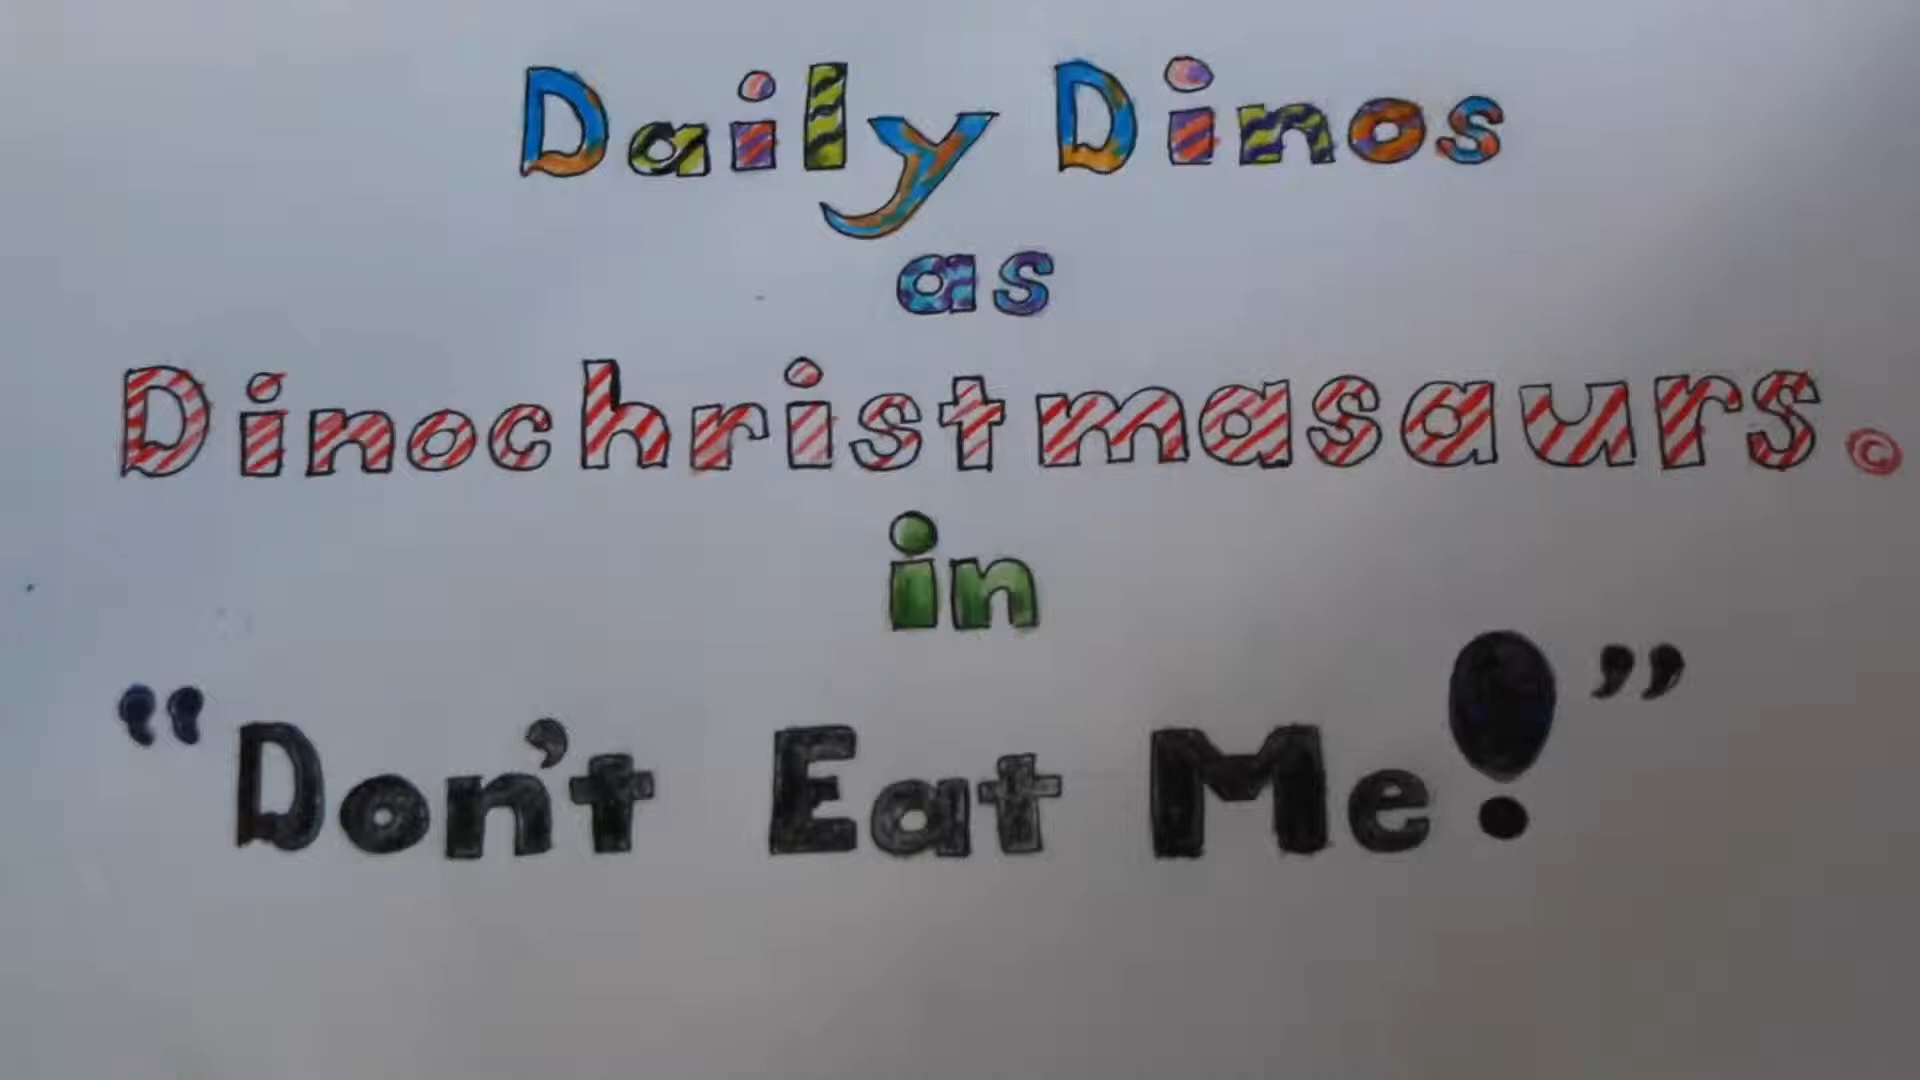 Daily Dinos
as
Dinochristmasaurs.©
in
“Don't Eat Me!”